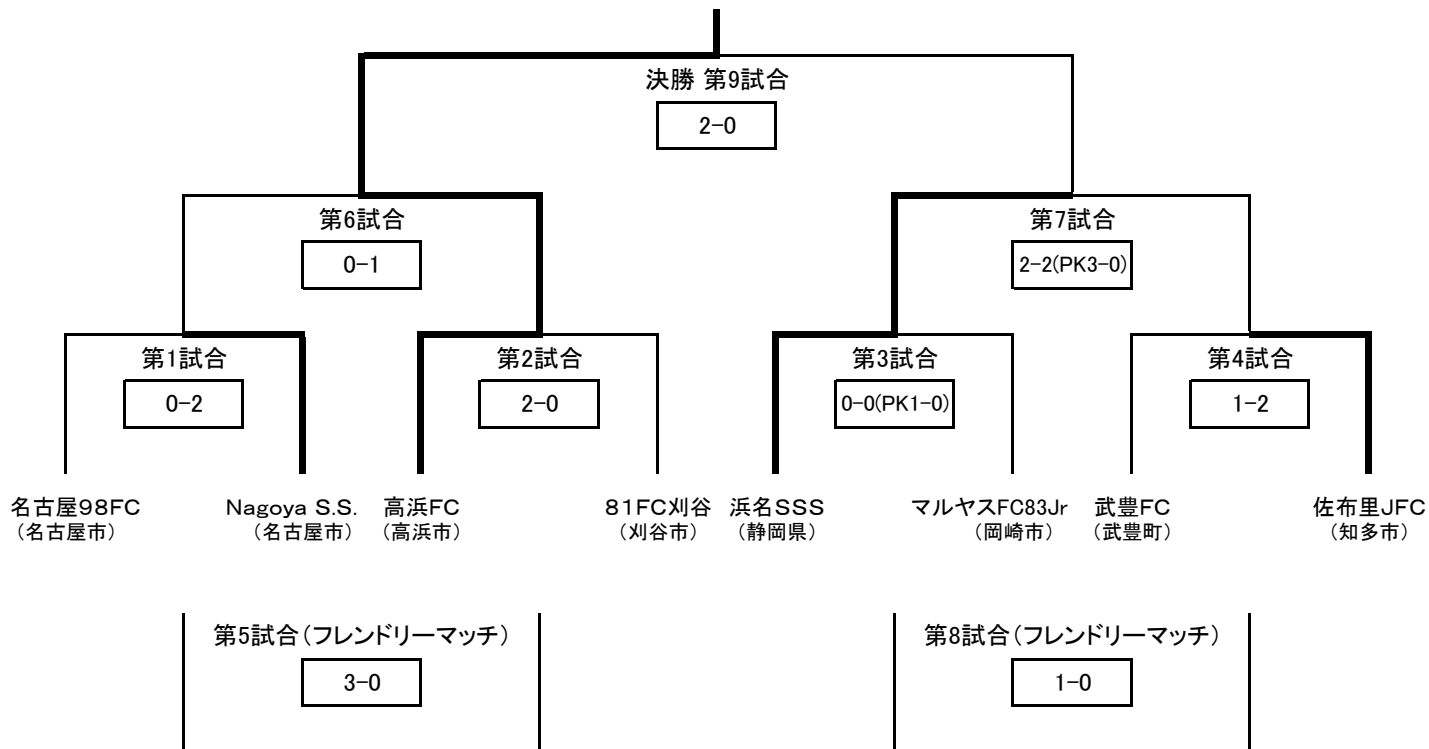 決勝 第9試合
2-0
第6試合
0-1
第7試合
2-2(PK3-0)
第1試合
0-2
第2試合
2-0
第3試合
0-0(PK1-0)
第4試合
1-2
名古屋98FC
（名古屋市）
Nagoya S.S.
（名古屋市）
高浜FC
（高浜市）
81FC刈谷
（刈谷市）
浜名SSS
（静岡県）
マルヤスFC83Jr
（岡崎市）
武豊FC
（武豊町）
佐布里JFC
（知多市）
第5試合（フレンドリーマッチ）
3-0
第8試合（フレンドリーマッチ）
1-0